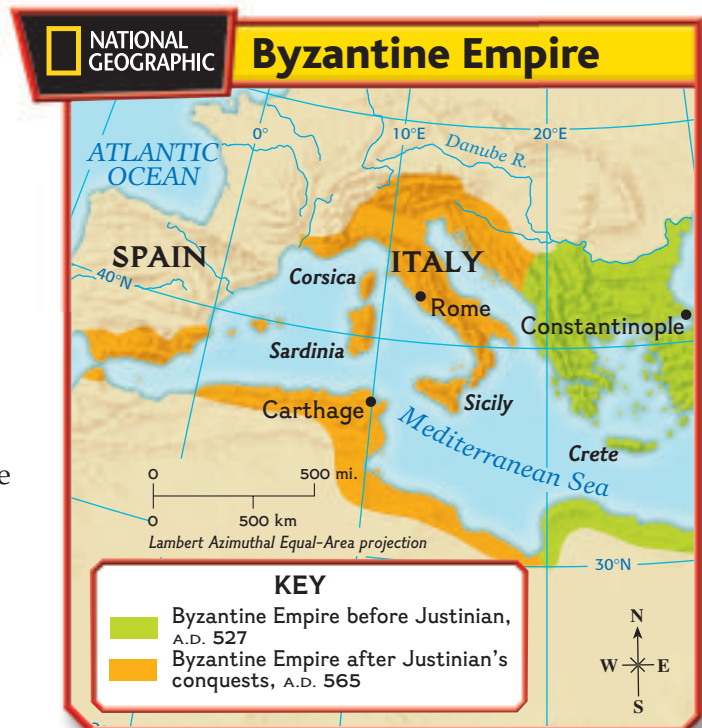 NATIONAL
GEOGRAPHIC
Byzantine Empire
0°
10°E
20°E
Danube R.
ATLANTIC
OCEAN
SPAIN
40°N
Corsica
ITALY
Rome
Constantinople
Sardinia
Carthage
Sicily
Mediterranean Sea
Crete
e
0 500 mi.
0 500 km
Lambert Azimuthal Equal-Area projection
30°N
KEY
Byzantine Empire before Justinian,
A.D. 527
Byzantine Empire after Justinian's
conquests, A.D. 565
N
W E
S